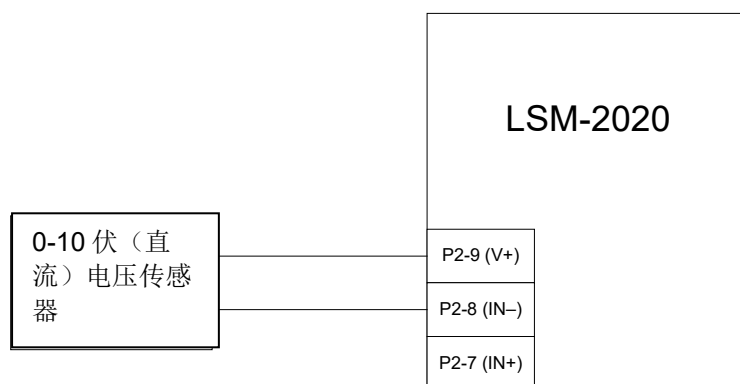 LSM-2020
0-10 伏（直
流）电压传感
器
P2-9 (V+)
P2-8 (IN–)
P2-7 (IN+)